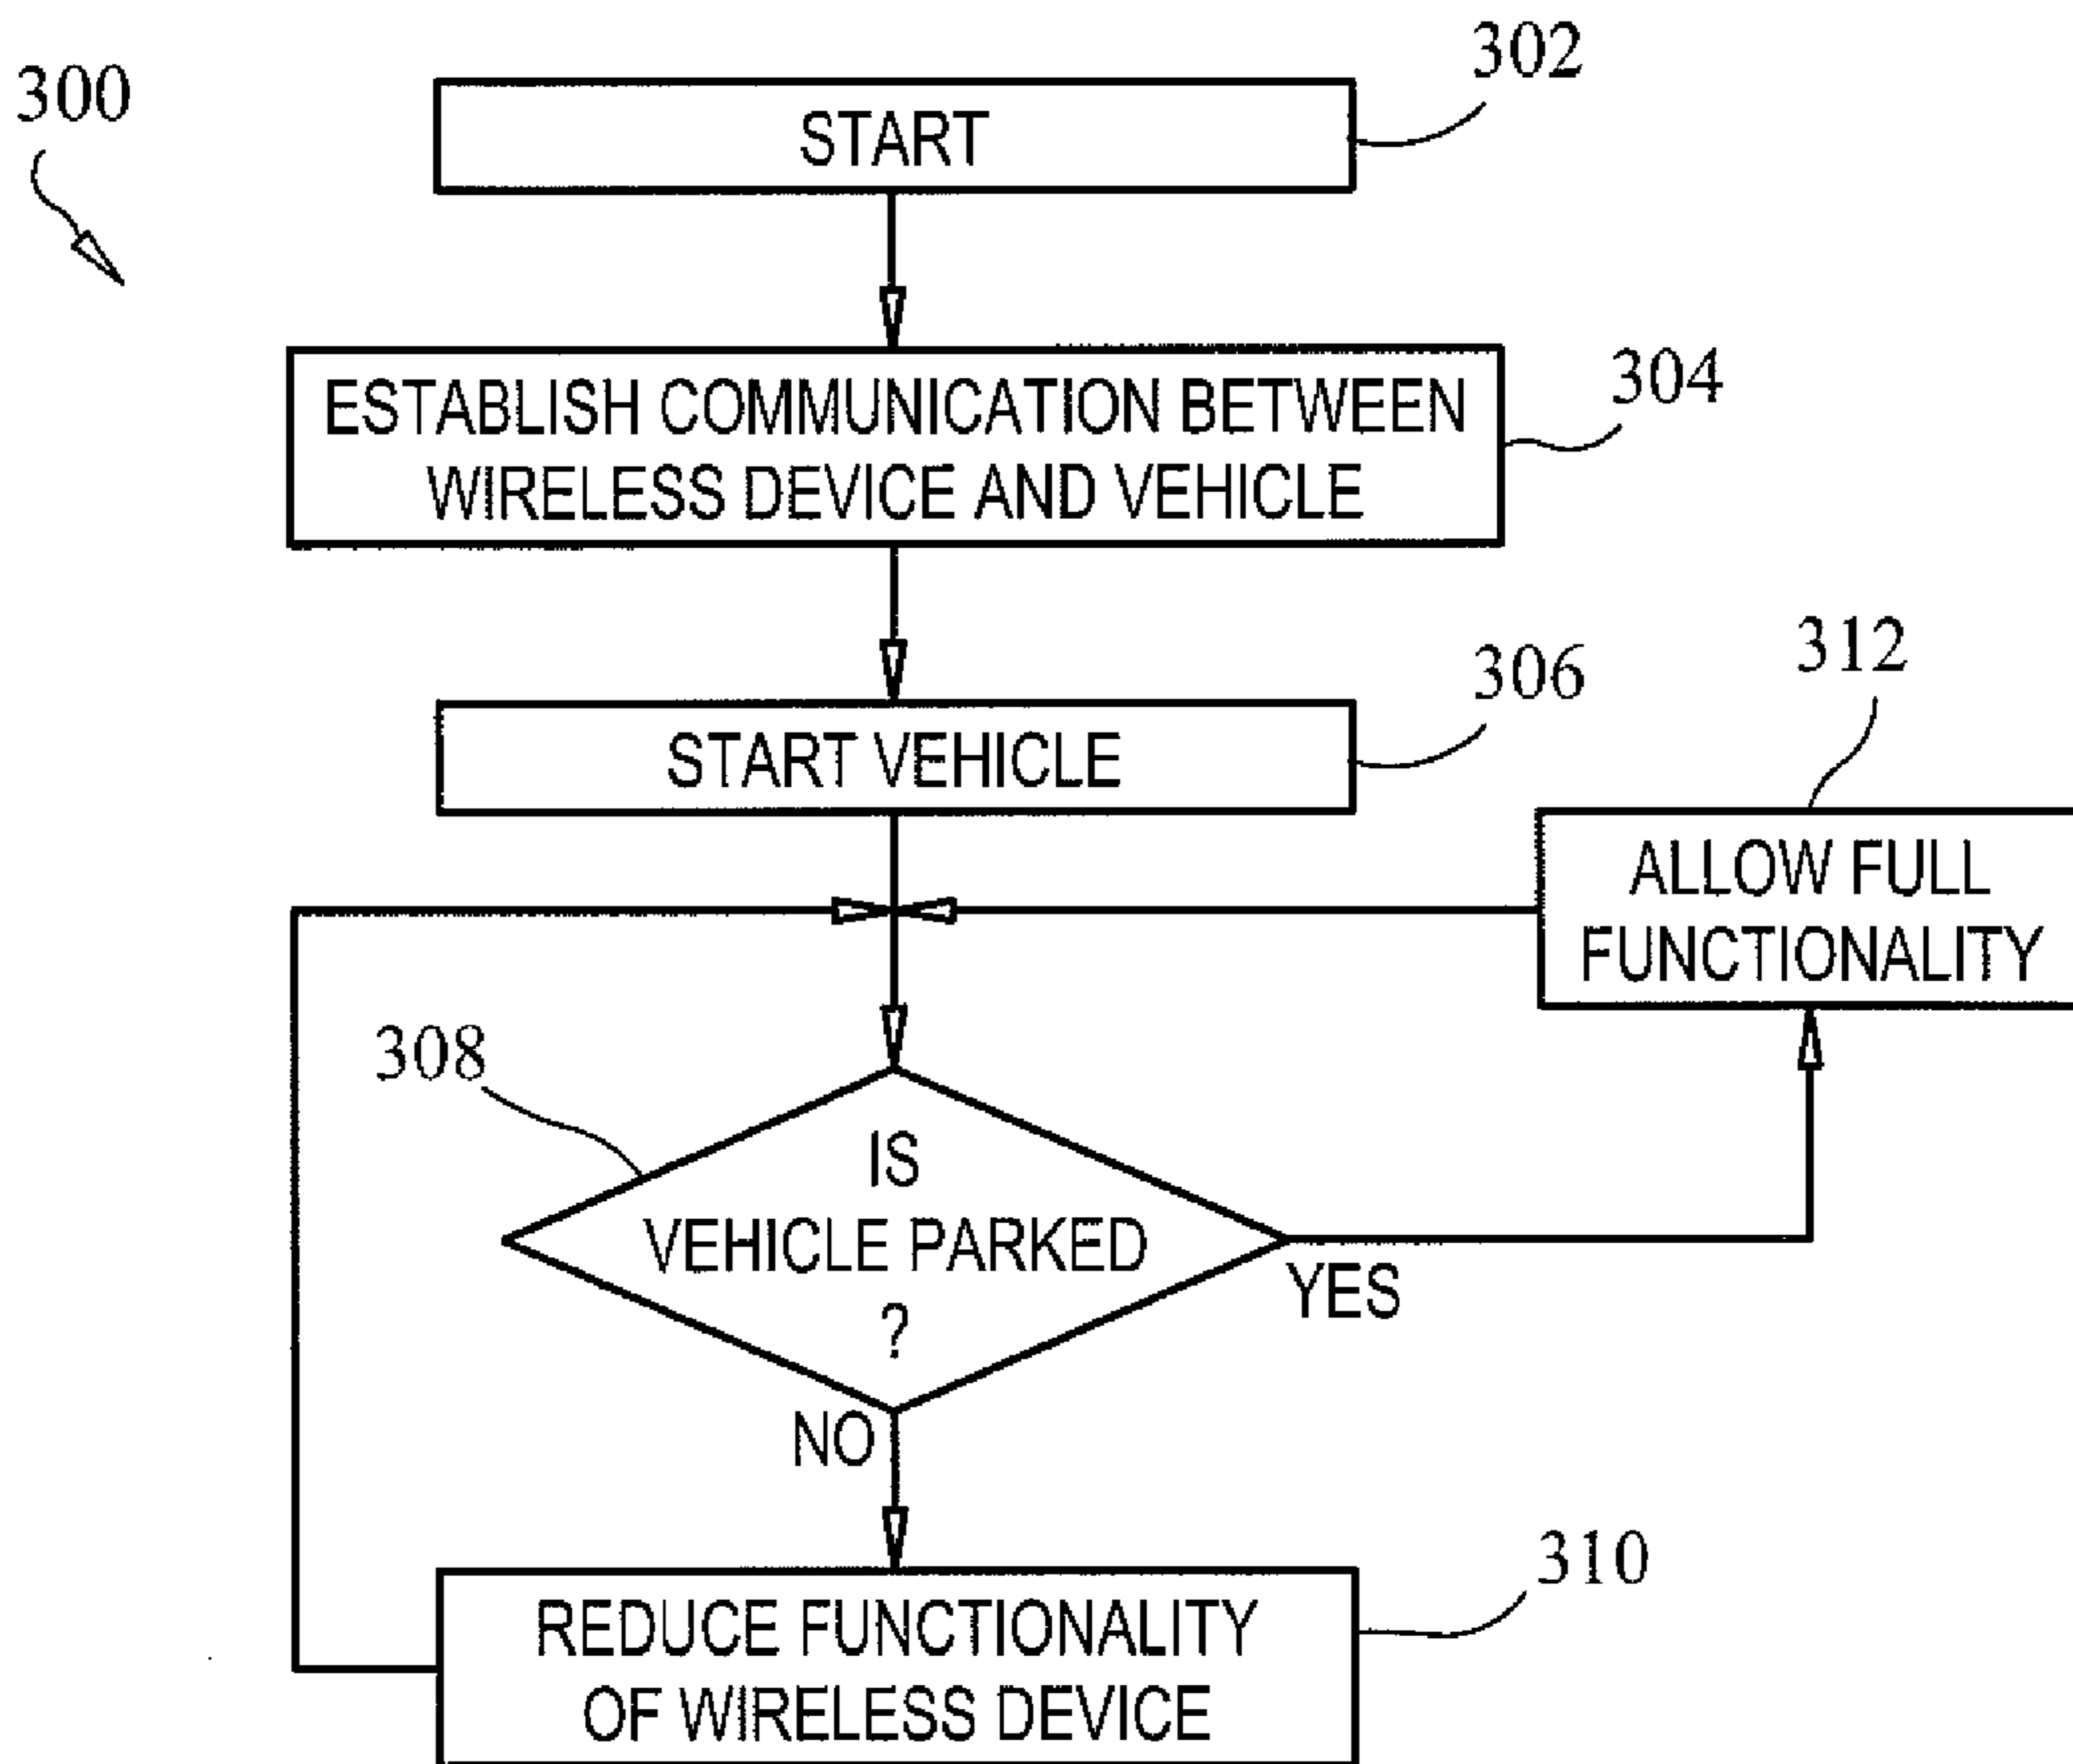 300
302
START
304
ESTABLISH COMMUNICATION BETWEEN
WIRELESS DEVICE AND VEHICLE
306
START VEHICLE
312
ALLOW FULL
FUNCTIONALITY
308
IS
VEHICLE PARKED
?
YES
NO
310
REDUCE FUNCTIONALITY
OF WIRELESS DEVICE